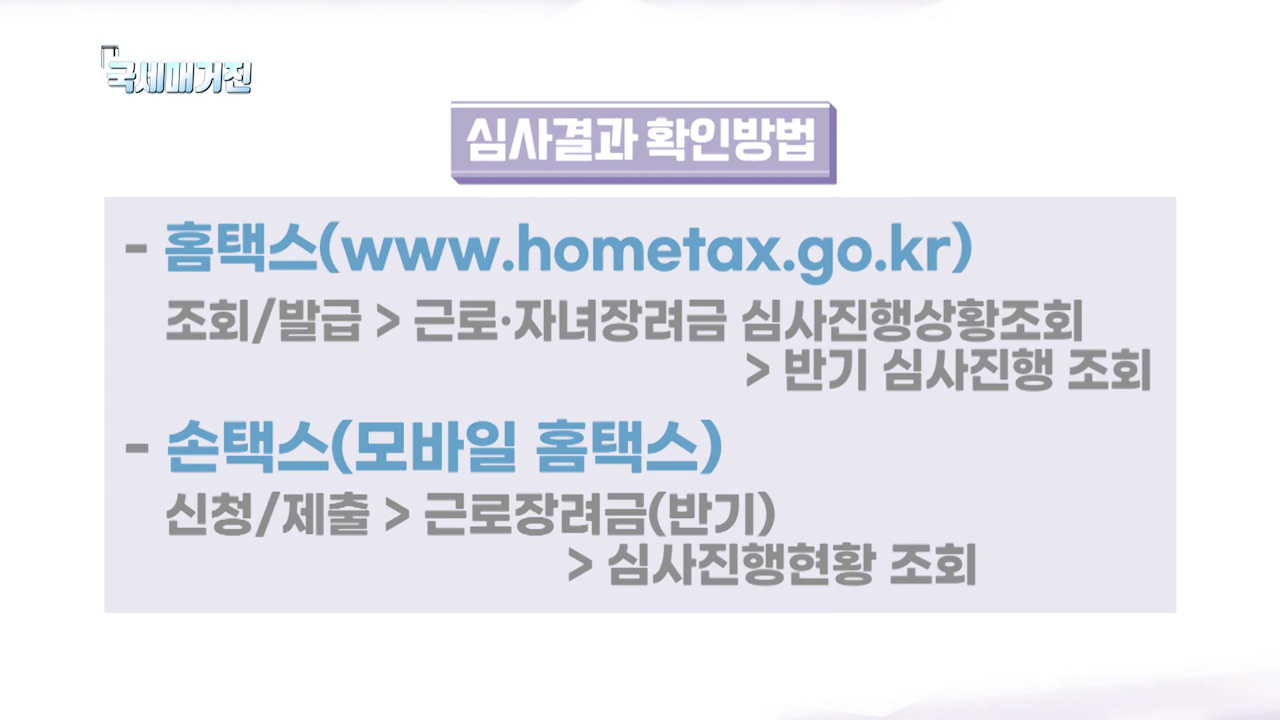 국세매거진
심사결과 확인방법
- 홈택스(www.hometax.go.kr)
조회/발급 > 근로·자녀장려금 심사진행상황조회
> 반기 심사진행 조회
- 손택스(모바일 홈택스)
신청/제출 > 근로장려금(반기)
> 심사진행현황 조회